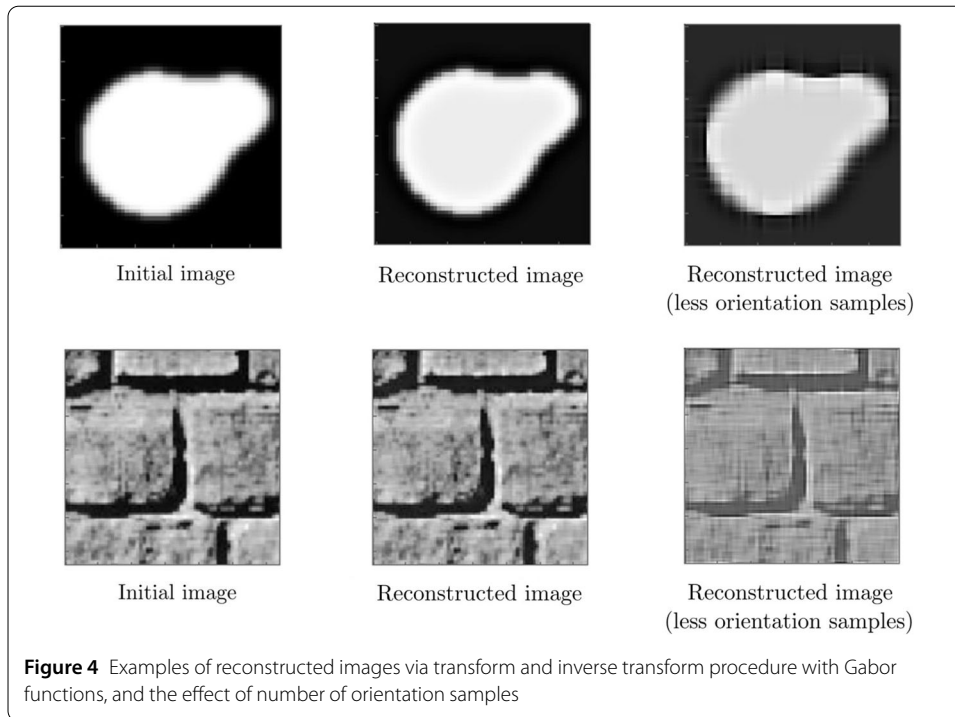 Initial image
Reconstructed image
Reconstructed image
(less orientation samples)
Initial image
Reconstructed image
Reconstructed image
(less orientation samples)
Figure 4 Examples of reconstructed images via transform and inverse transform procedure with Gabor
functions, and the effect of number of orientation samples